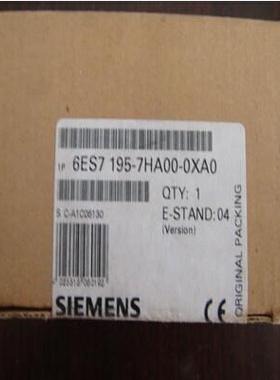 1P 6ES7 195-7HA00-0XA0
QTY: 1
S C-A1C06130
E-STAND: 04
(Version)
SIEMENS
CE
ORIGINAL PACKING